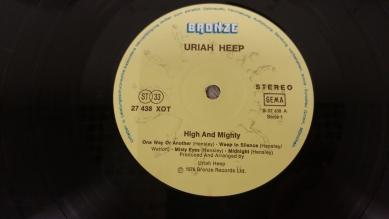 BRONZE
URIAH HEEP
ST 33
STEREO
27 438 XOT
GEMA
Seite 1
High And Mighty
One Way Or Another (Hensley) - Weep In Silence (Hensley/
Wetton) - Misty Eyes (Hensley) - Midnight (Hensley)
Produced and Arranged by
Uriah Heep
℗ 1976 Bronze Records Ltd.